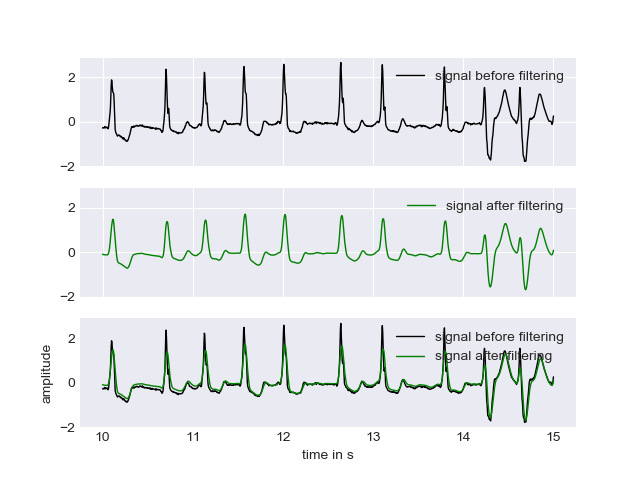 2
0
−2
signal before filtering
2
0
−2
signal after filtering
2
0
−2
signal before filtering
signal after filtering
amplitude
10 11 12 13 14 15
time in s